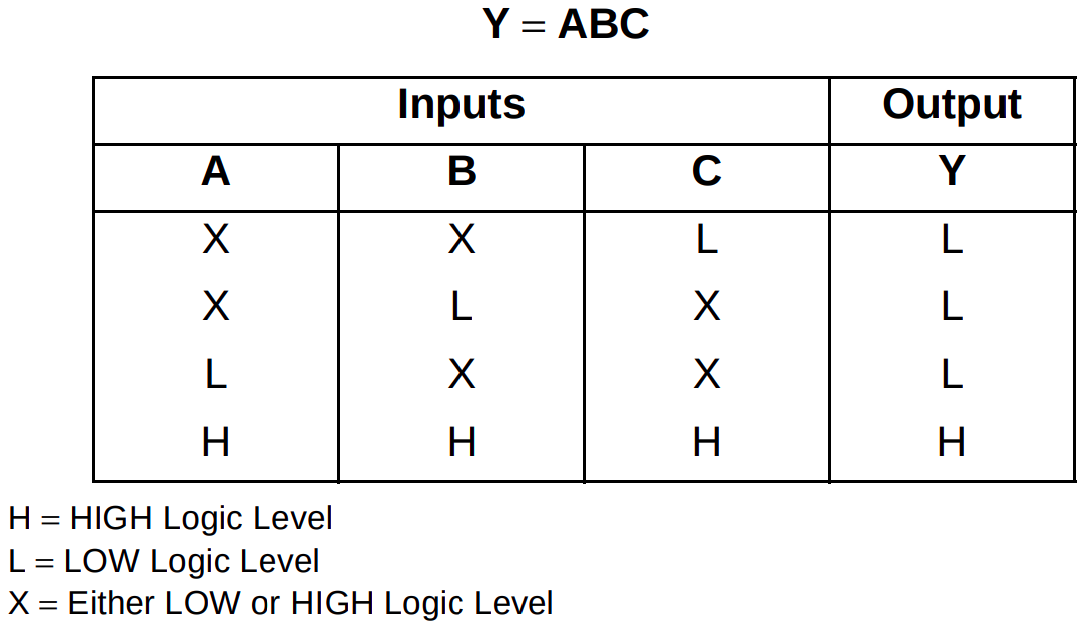 Y = ABC
Inputs Output
A B C Y
X X L L
X L X L
L X X L
H H H H
H = HIGH Logic Level
L = LOW Logic Level
X = Either LOW or HIGH Logic Level